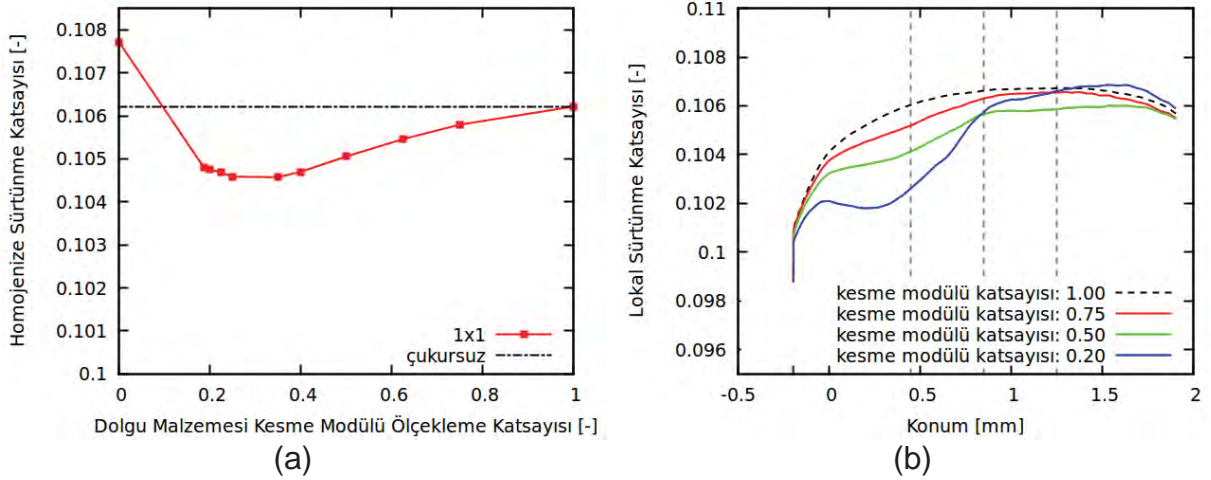 0.108
0.107
0.106
0.105
0.104
0.103
0.102
0.101
0.1
0
0.2
0.4
0.6
0.8
1
Homojenize Sürtünme Katsayısı [-]
Dolgu Malzemesi Kesme Modülü Ölçekleme Katsayısı [-]
1x1
çukursuz
(a)
0.11
0.108
0.106
0.104
0.102
0.1
0.098
0.096
-0.5
0
0.5
1
1.5
2
Lokal Sürtünme Katsayısı [-]
Konum [mm]
kesme modülü katsayısı: 1.00
kesme modülü katsayısı: 0.75
kesme modülü katsayısı: 0.50
kesme modülü katsayısı: 0.20
(b)